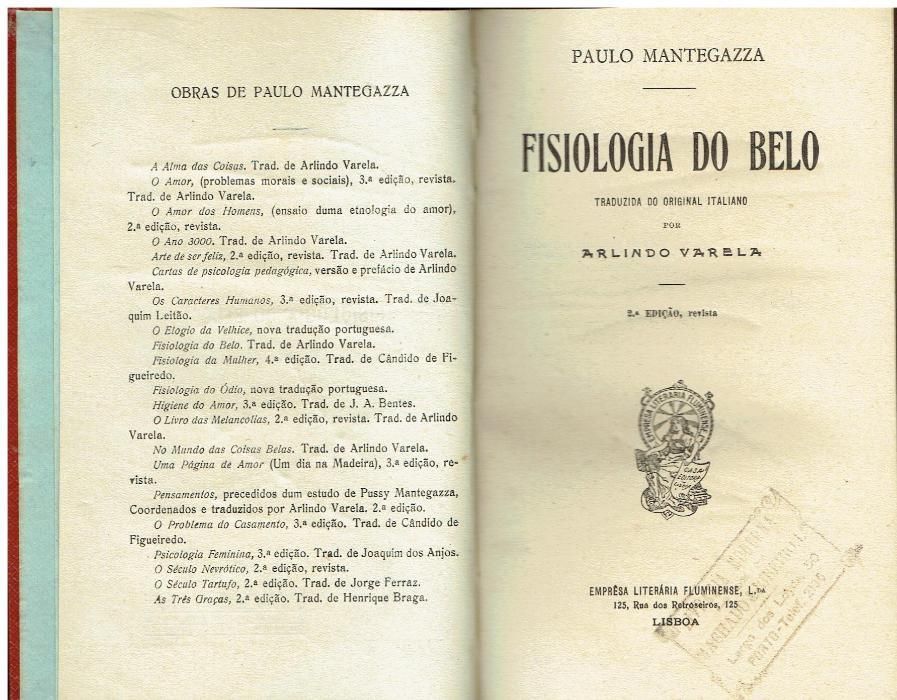 OBRAS DE PAULO MANTEGAZZA
A Alma das Coisas. Trad. de Arlindo Varela.
O Amor, (problemas morais e sociais), 3.ª edição, revista.
Trad. de Arlindo Varela.
O Amor dos Homens, (ensaio duma etnologia do amor),
2.ª edição, revista.
O Ano 3000. Trad. de Arlindo Varela.
Arte de ser feliz, 2.ª edição, revista. Trad. de Arlindo Varela.
Cartas de psicologia pedagógica, versão e prefácio de Arlindo
Varela.
Os Caracteres Humanos, 3.ª edição, revista. Trad. de Joa-
quim Leitão.
O Elogio da Velhice, nova tradução portuguesa.
Fisiologia do Belo. Trad. de Arlindo Varela.
Fisiologia da Mulher, 4.ª edição. Trad. de Cândido de Fi-
gueiredo.
Fisiologia do Ódio, nova tradução portuguesa.
Higiene do Amor, 3.ª edição. Trad. de J. A. Bentes.
O Livro das Melancolias, 2.ª edição, revista. Trad. de Arlindo
Varela.
No Mundo das Coisas Belas. Trad. de Arlindo Varela.
Uma Página de Amor (Um dia na Madeira), 3.ª edição, re-
vista.
Pensamentos, precedidos dum estudo de Pussy Mantegazza,
Coordenados e traduzidos por Arlindo Varela. 2.ª edição.
O Problema do Casamento, 3.ª edição. Trad. de Cândido de
Figueiredo.
Psicologia Feminina, 3.ª edição. Trad. de Joaquim dos Anjos.
O Século Nevrótico, 2.ª edição, revista.
O Século Tartufo, 2.ª edição. Trad. de Jorge Ferraz.
As Três Graças, 2.ª edição. Trad. de Henrique Braga.
PAULO MANTEGAZZA
FISIOLOGIA DO BELO
TRADUZIDA DO ORIGINAL ITALIANO
POR
ARLINDO VARELA
2.ª EDIÇÃO, revista
EMPRESA LITERARIA FLUMINENSE
CASA
EDITORA
EMPRÊSA LITERÁRIA FLUMINENSE, L.DA
125, Rua dos Retroseiros, 125
LISBOA
Largo dos Loios, 50
PORTO-Telef.